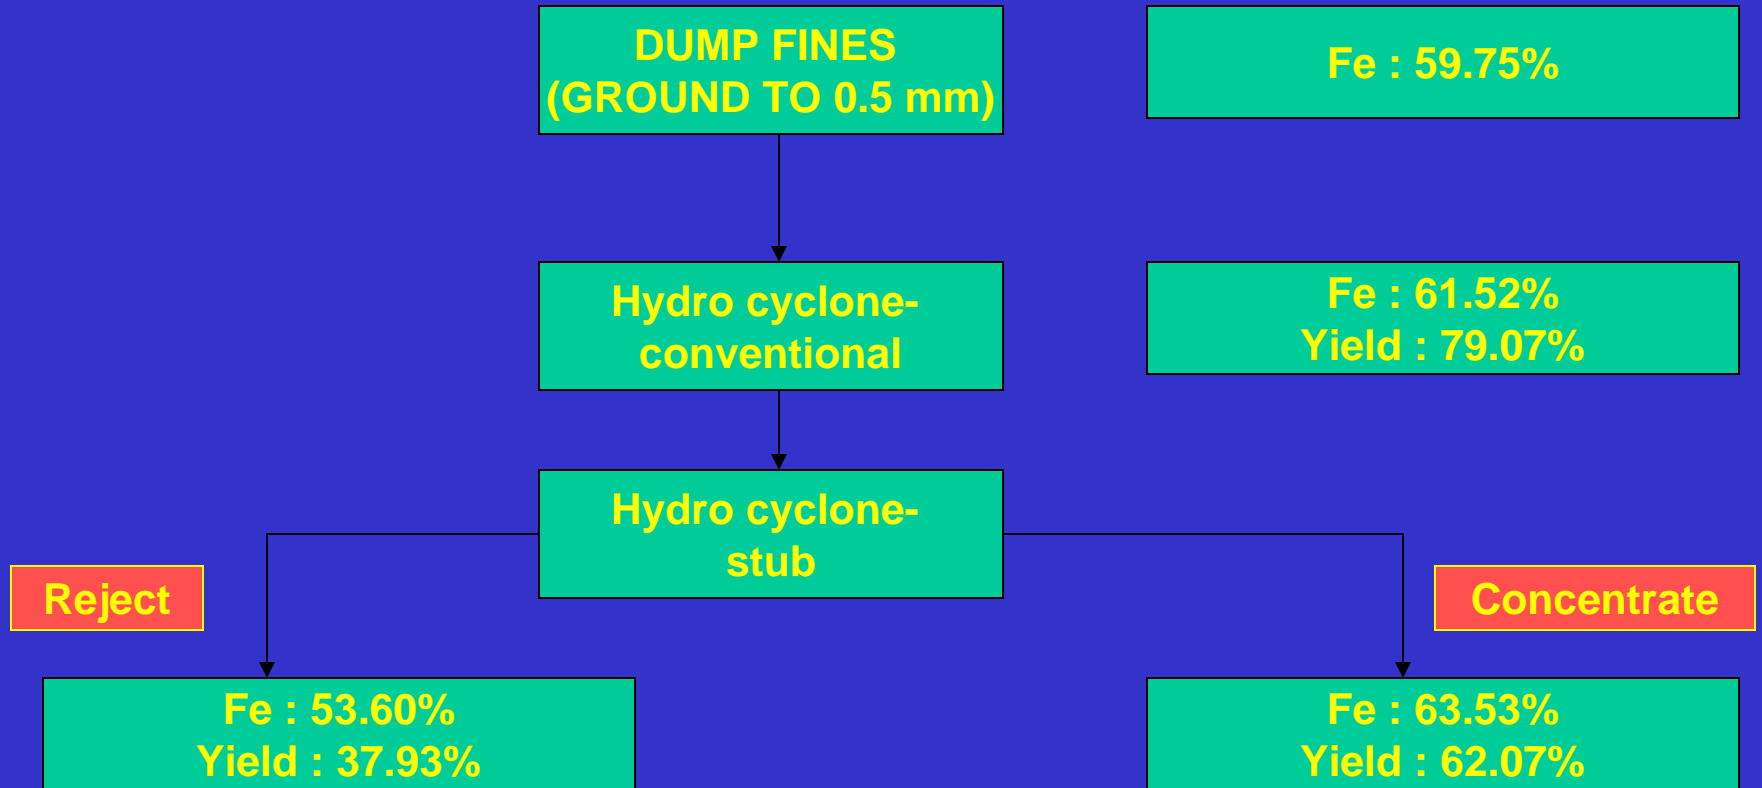 DUMP FINES
(GROUND TO 0.5 mm)
Fe : 59.75%
Hydro cyclone-
conventional
Fe : 61.52%
Yield : 79.07%
Hydro cyclone-
stub
Reject
Concentrate
Fe : 53.60%
Yield : 37.93%
Fe : 63.53%
Yield : 62.07%